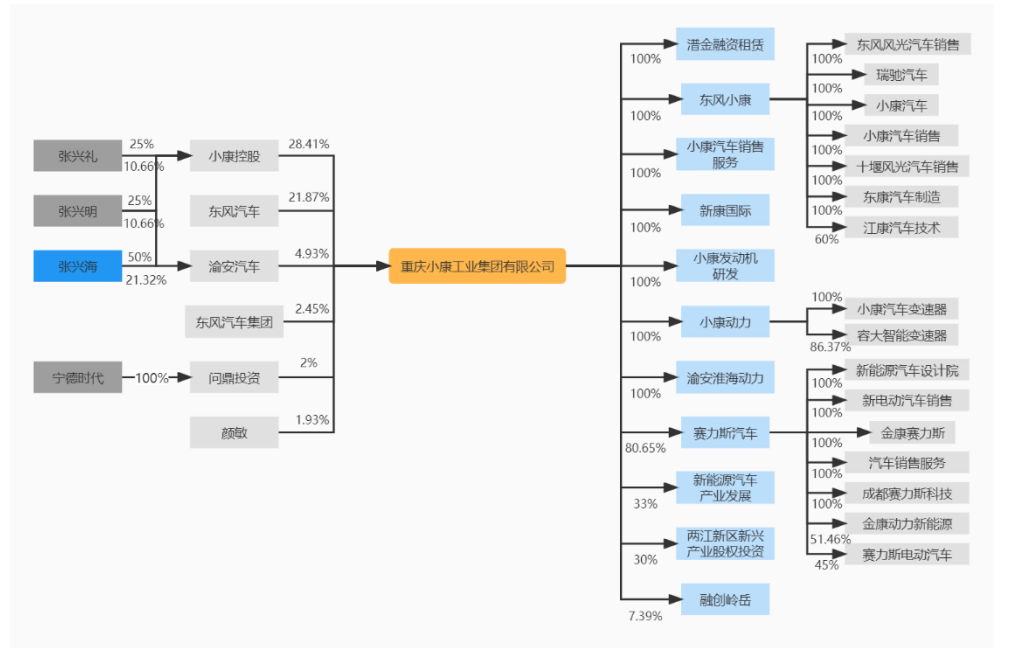 张兴礼
25%
10.66%
小康控股
28.41%
张兴明
25%
10.66%
东风汽车
21.87%
张兴海
50%
21.32%
渝安汽车
4.93%
东风汽车集团
2.45%
宁德时代
100%
问鼎投资
2%
颜敏
1.93%
重庆小康工业集团有限公司
100%
潽金融资租赁
100%
东风小康
100%
小康汽车销售
服务
100%
新康国际
100%
小康发动机
研发
100%
小康动力
100%
渝安淮海动力
80.65%
赛力斯汽车
33%
新能源汽车
产业发展
30%
两江新区新兴
产业股权投资
7.39%
融创岭岳
100%
东风风光汽车销售
100%
瑞驰汽车
100%
小康汽车
100%
小康汽车销售
100%
十堰风光汽车销售
100%
东康汽车制造
60%
江康汽车技术
100%
小康汽车变速器
86.37%
容大智能变速器
100%
新能源汽车设计院
100%
新电动汽车销售
100%
金康赛力斯
100%
汽车销售服务
100%
成都赛力斯科技
51.46%
金康动力新能源
45%
赛力斯电动汽车